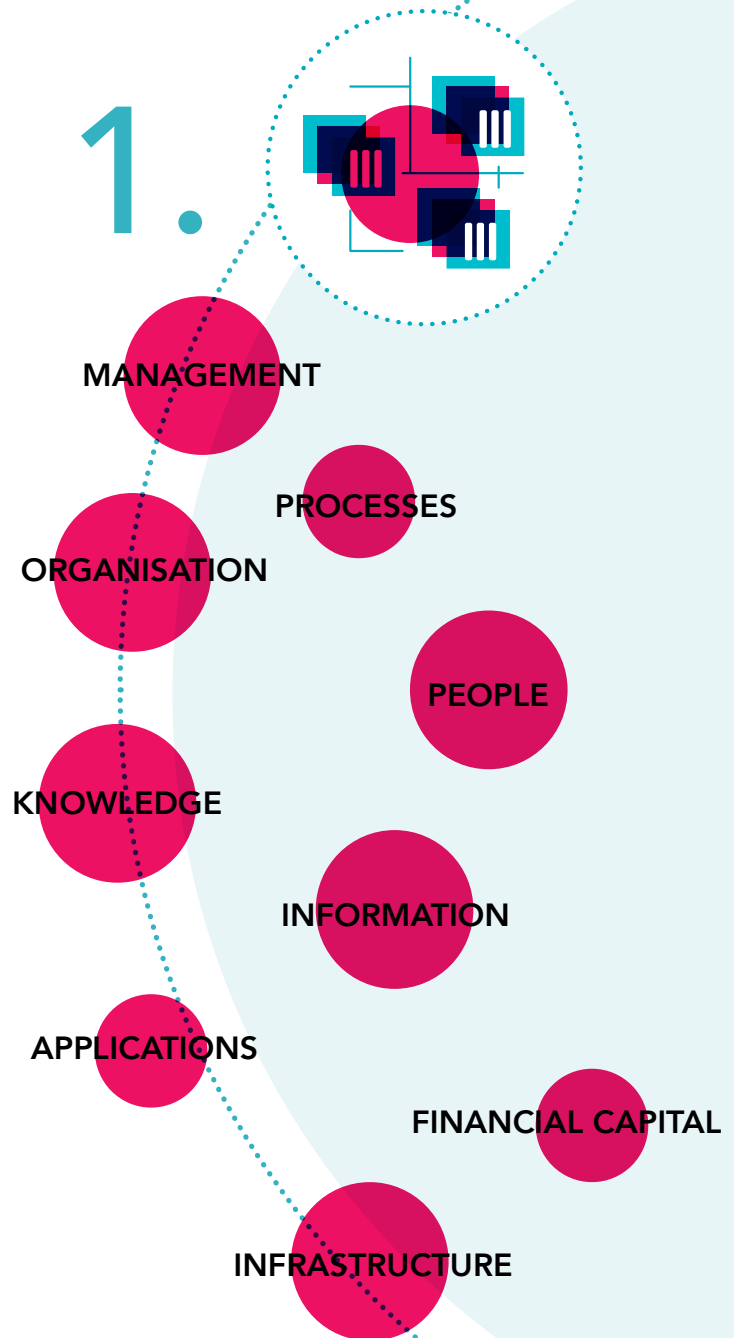 1.
MANAGEMENT
PROCESSES
ORGANISATION
PEOPLE
KNOWLEDGE
INFORMATION
APPLICATIONS
FINANCIAL CAPITAL
INFRASTRUCTURE